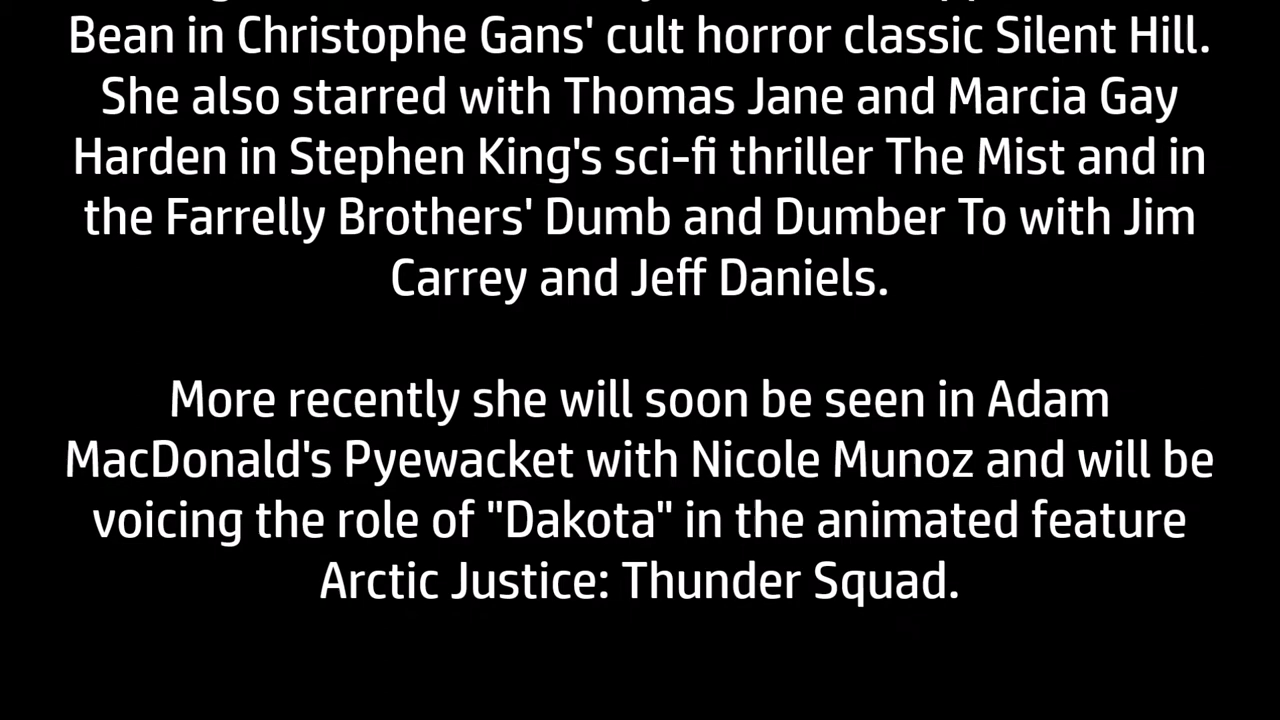 Bean in Christophe Gans' cult horror classic Silent Hill.
She also starred with Thomas Jane and Marcia Gay
Harden in Stephen King's sci-fi thriller The Mist and in
the Farrelly Brothers' Dumb and Dumber To with Jim
Carrey and Jeff Daniels.
More recently she will soon be seen in Adam
MacDonald's Pyewacket with Nicole Munoz and will be
voicing the role of "Dakota" in the animated feature
Arctic Justice: Thunder Squad.